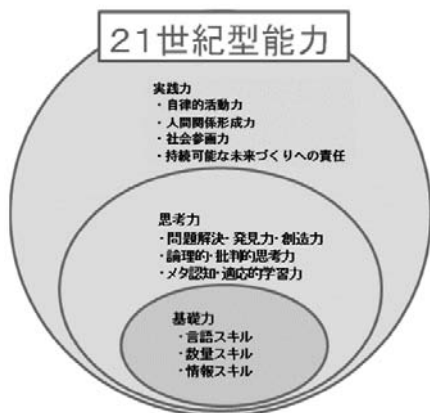 21世紀型能力
実践力
・自律的活動力
・人間関係形成力
・社会参画力
・持続可能な未来づくりへの責任
思考力
・問題解決・発見力・創造力
・論理的・批判的思考力
・メタ認知・適応的学習力
基礎力
・言語スキル
・数量スキル
・情報スキル